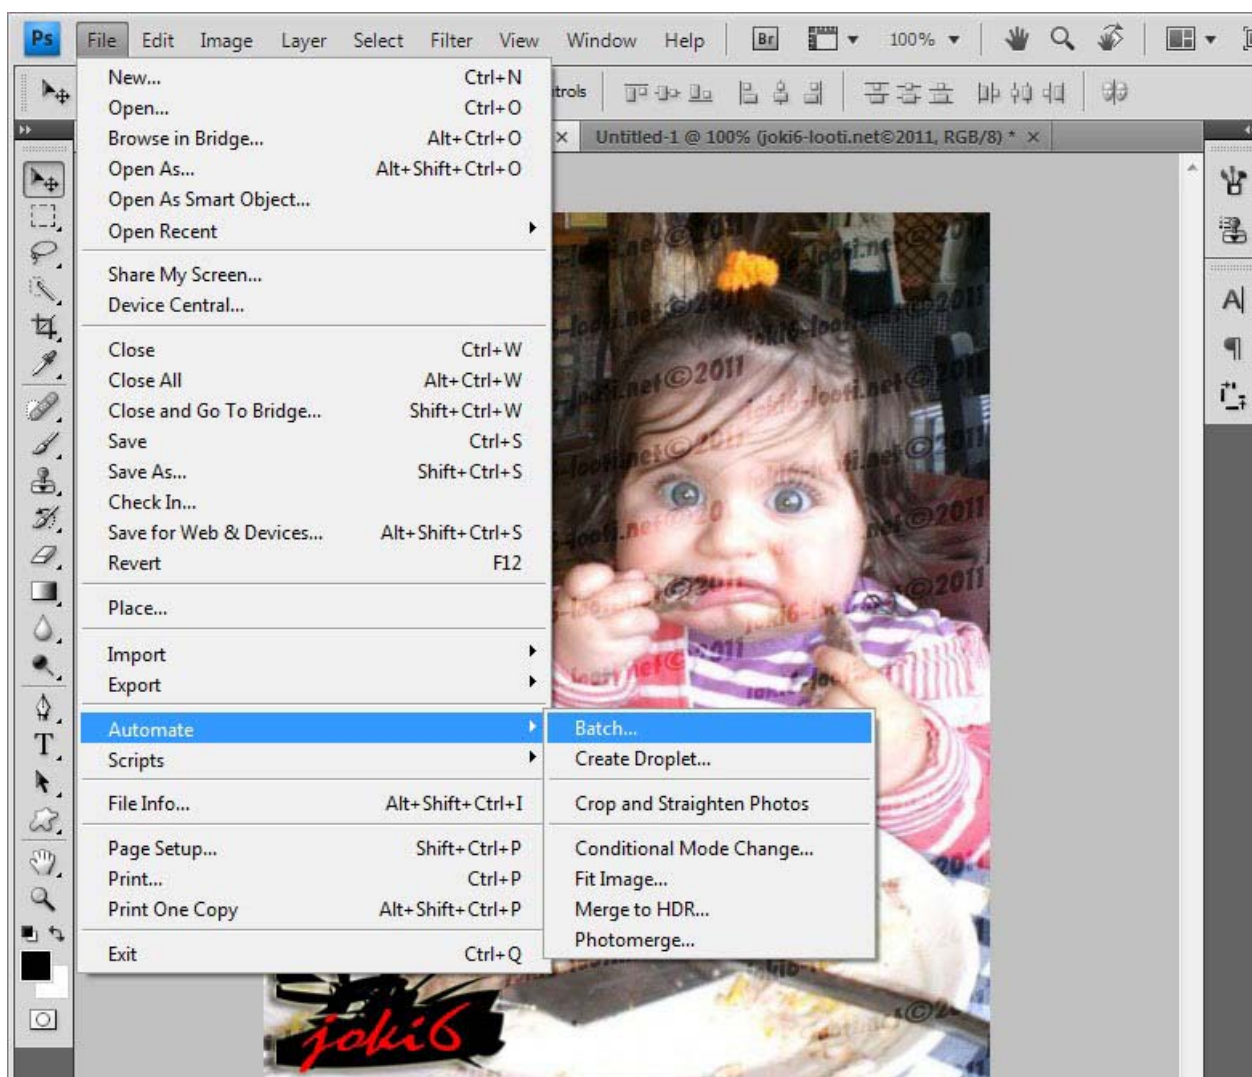 Ps File Edit Image Layer Select Filter View Window Help Br 100%
trols
Untitled-1 @ 100% (joki6-looti.net©2011, RGB/8) *
New... Ctrl+N
Open... Ctrl+O
Browse in Bridge... Alt+Ctrl+O
Open As... Alt+Shift+Ctrl+O
Open As Smart Object...
Open Recent
Share My Screen...
Device Central...
Close Ctrl+W
Close All Alt+Ctrl+W
Close and Go To Bridge... Shift+Ctrl+W
Save Ctrl+S
Save As... Shift+Ctrl+S
Check In...
Save for Web & Devices... Alt+Shift+Ctrl+S
Revert F12
Place...
Import
Export
Automate
Scripts
File Info... Alt+Shift+Ctrl+I
Page Setup... Shift+Ctrl+P
Print... Ctrl+P
Print One Copy Alt+Shift+Ctrl+P
Exit Ctrl+Q
Batch...
Create Droplet...
Crop and Straighten Photos
Conditional Mode Change...
Fit Image...
Merge to HDR...
Photomerge...
joki6